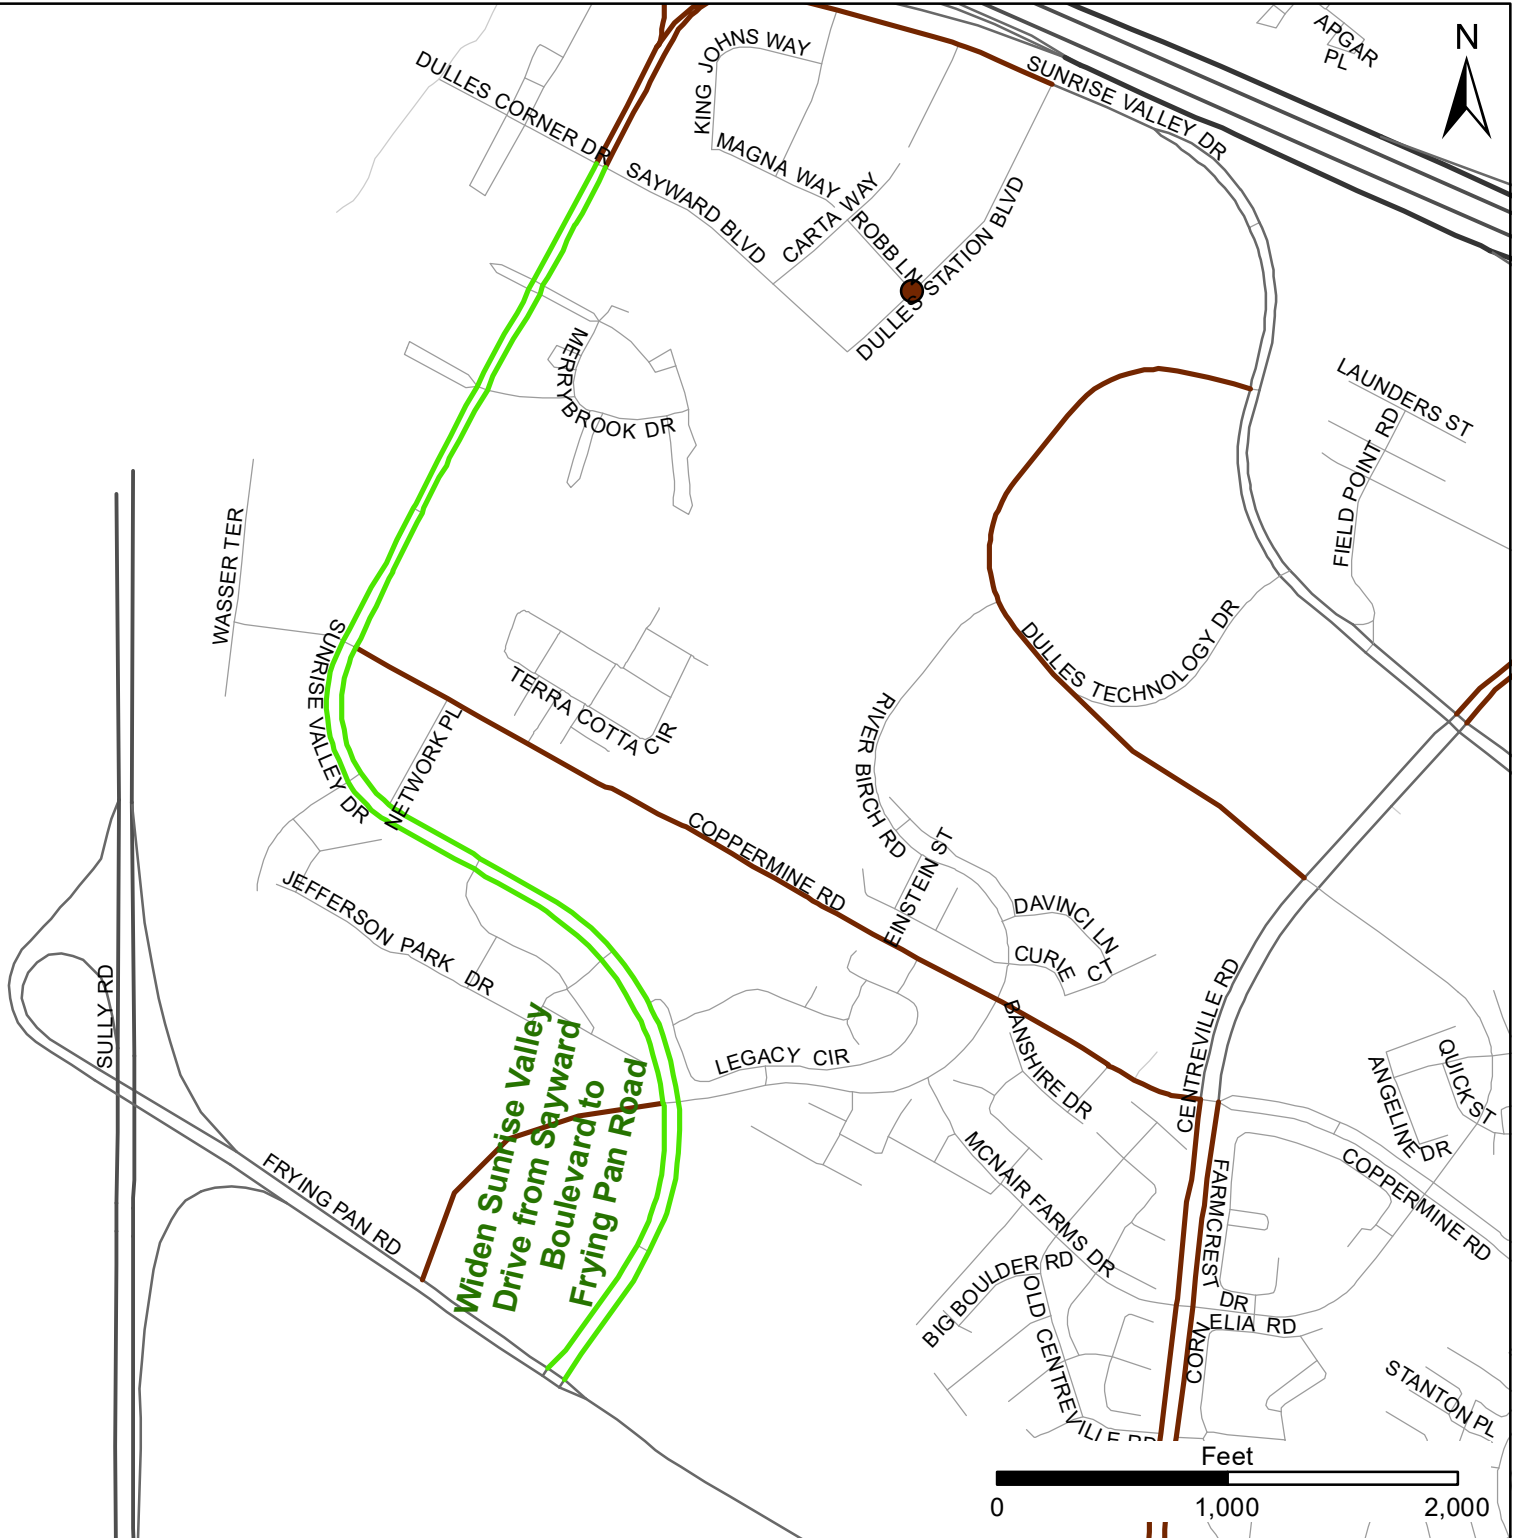 APGAR
PL
N
KING JOHNS WAY
SUNRISE VALLEY DR
DULLES CORNER DR
MAGNA WAY
SAYWARD BLVD
CARTA WAY
ROBB LN
DULLES STATION BLVD
MERRYBROOK DR
LAUNDERS ST
FIELD POINT RD
WASSER TER
SUNRISE VALLEY DR
DULLES TECHNOLOGY DR
TERRA COTTA CIR
NETWORK PL
RIVER BIRCH RD
COPPERMINE RD
EINSTEIN ST
DAVINCI LN
CURIE CT
JEFFERSON PARK DR
SULLY RD
CENTREVILLE RD
BANSHIRE DR
LEGACY CIR
QUICK ST
ANGELINE DR
Widen Sunrise Valley
Drive from Sayward
Boulevard to
Frying Pan Road
FRYING PAN RD
MCNAIR FARMS DR
FARMCREST DR
COPPERMINE RD
BIG BOULDER RD
OLD CENTREVILLE RD
CORNELIA RD
STANTON PL
Feet
0 1,000 2,000